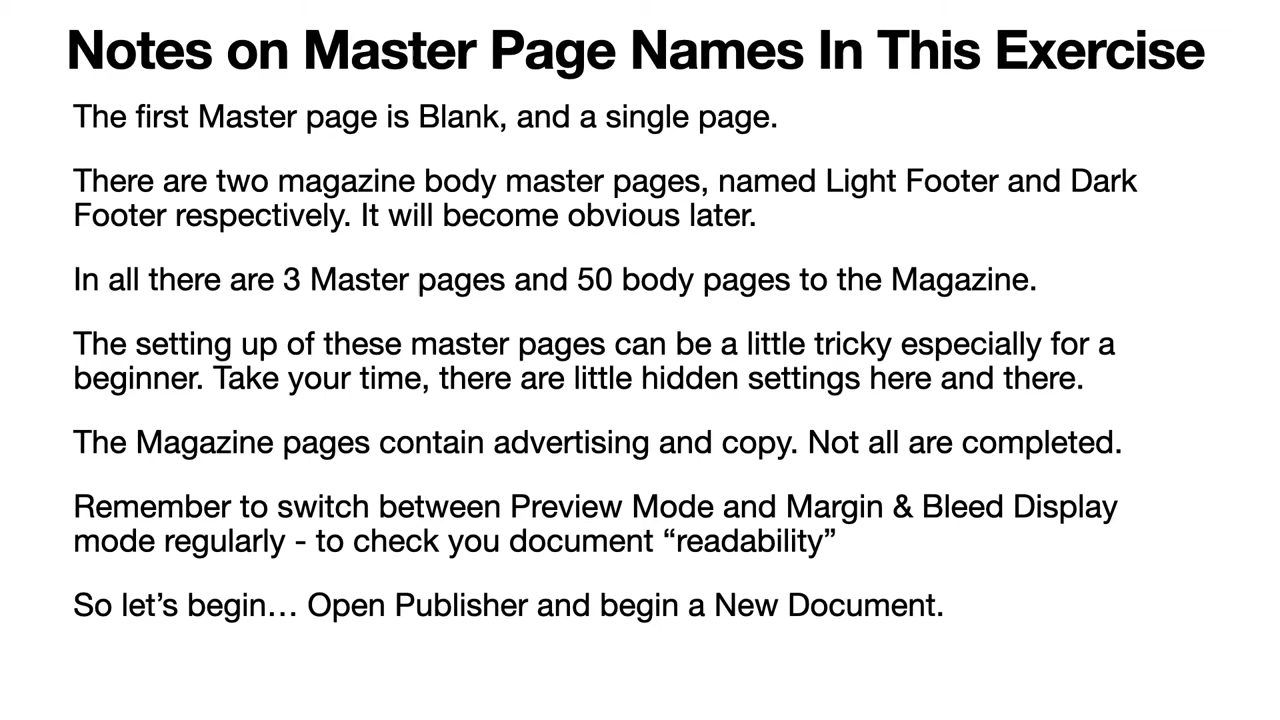 Notes on Master Page Names In This Exercise
The first Master page is Blank, and a single page.
There are two magazine body master pages, named Light Footer and Dark
Footer respectively. It will become obvious later.
In all there are 3 Master pages and 50 body pages to the Magazine.
The setting up of these master pages can be a little tricky especially for a
beginner. Take your time, there are little hidden settings here and there.
The Magazine pages contain advertising and copy. Not all are completed.
Remember to switch between Preview Mode and Margin & Bleed Display
mode regularly - to check you document “readability”
So let’s begin… Open Publisher and begin a New Document.